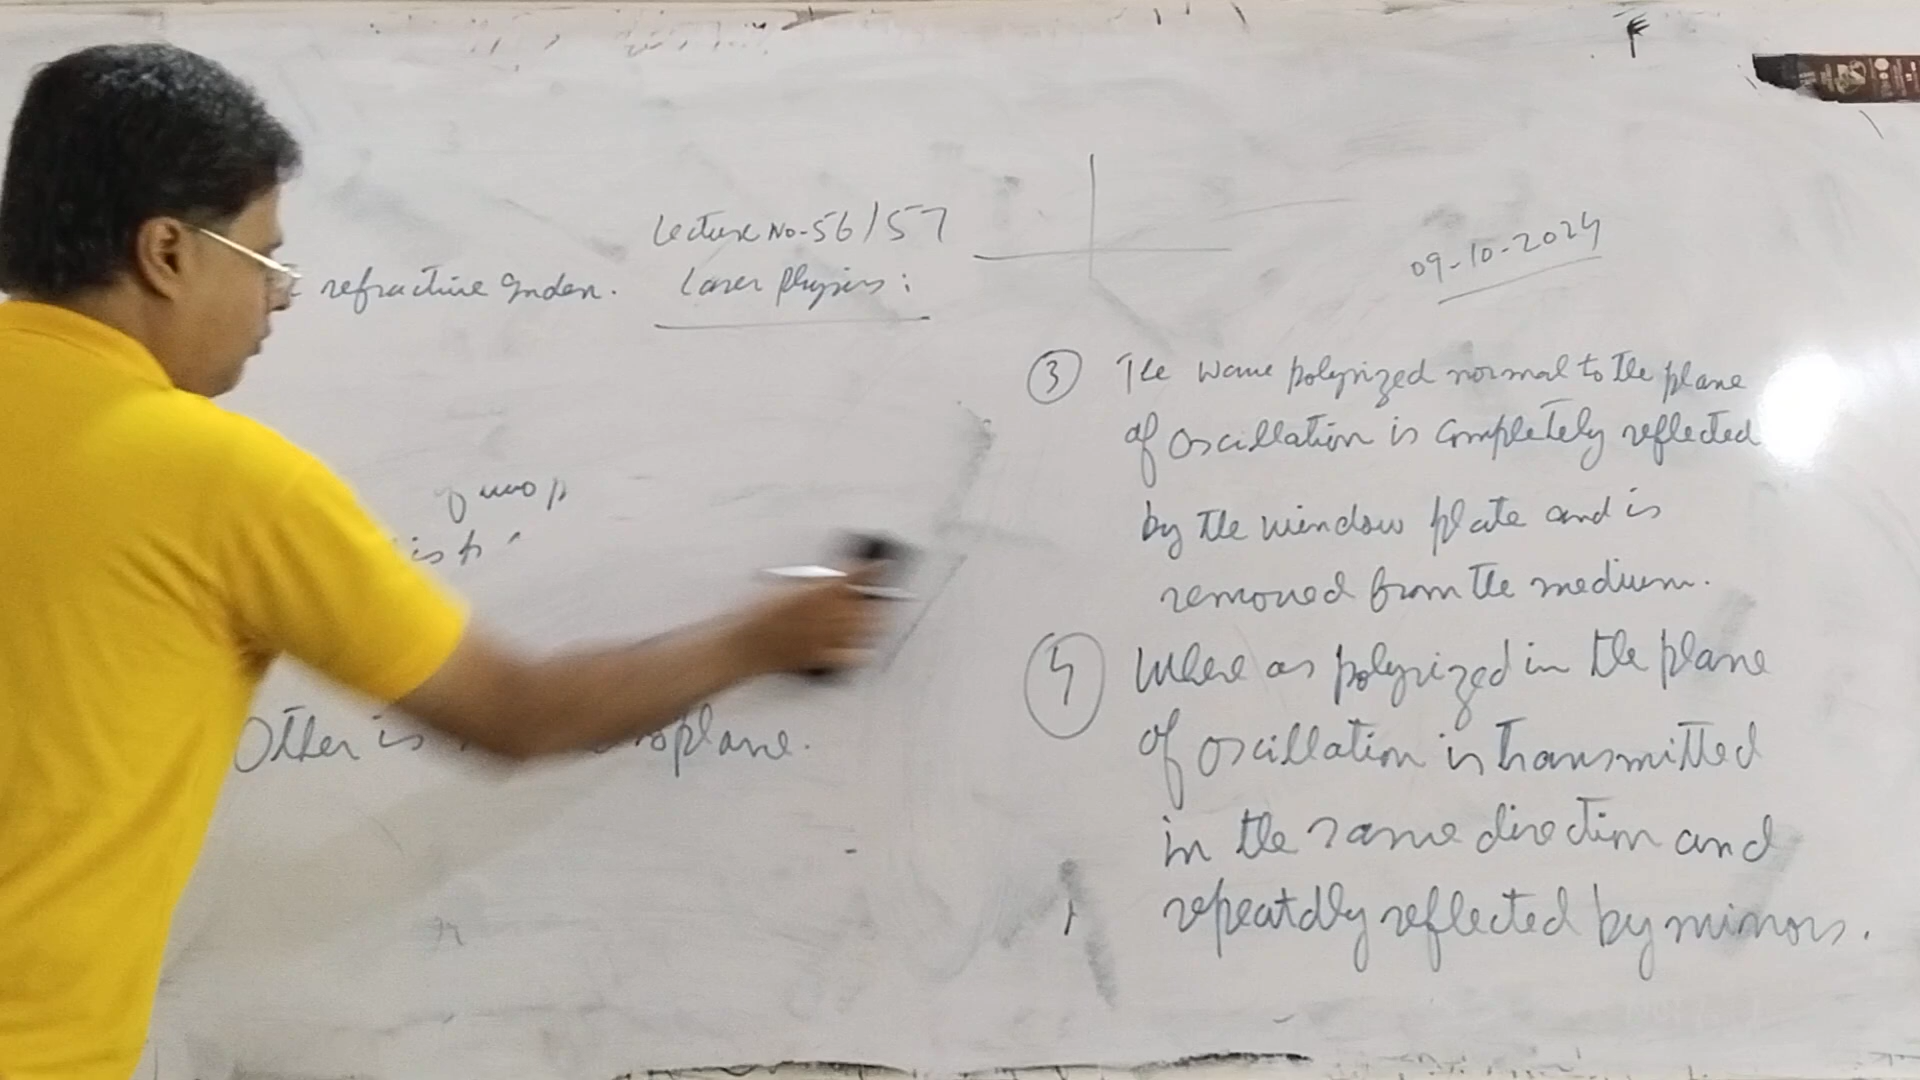 F
Lecture No-56/57
09-10-2024
refractive Index. Laser Physics:
③ The wave polyrized normal to the plane
of oscillation is completely reflected
by the window plate and is
removed from the medium.
④ Where as polyrized in the plane
of oscillation is transmitted
in the same direction and
repeatdly reflected by mirrors.
Other is plane.